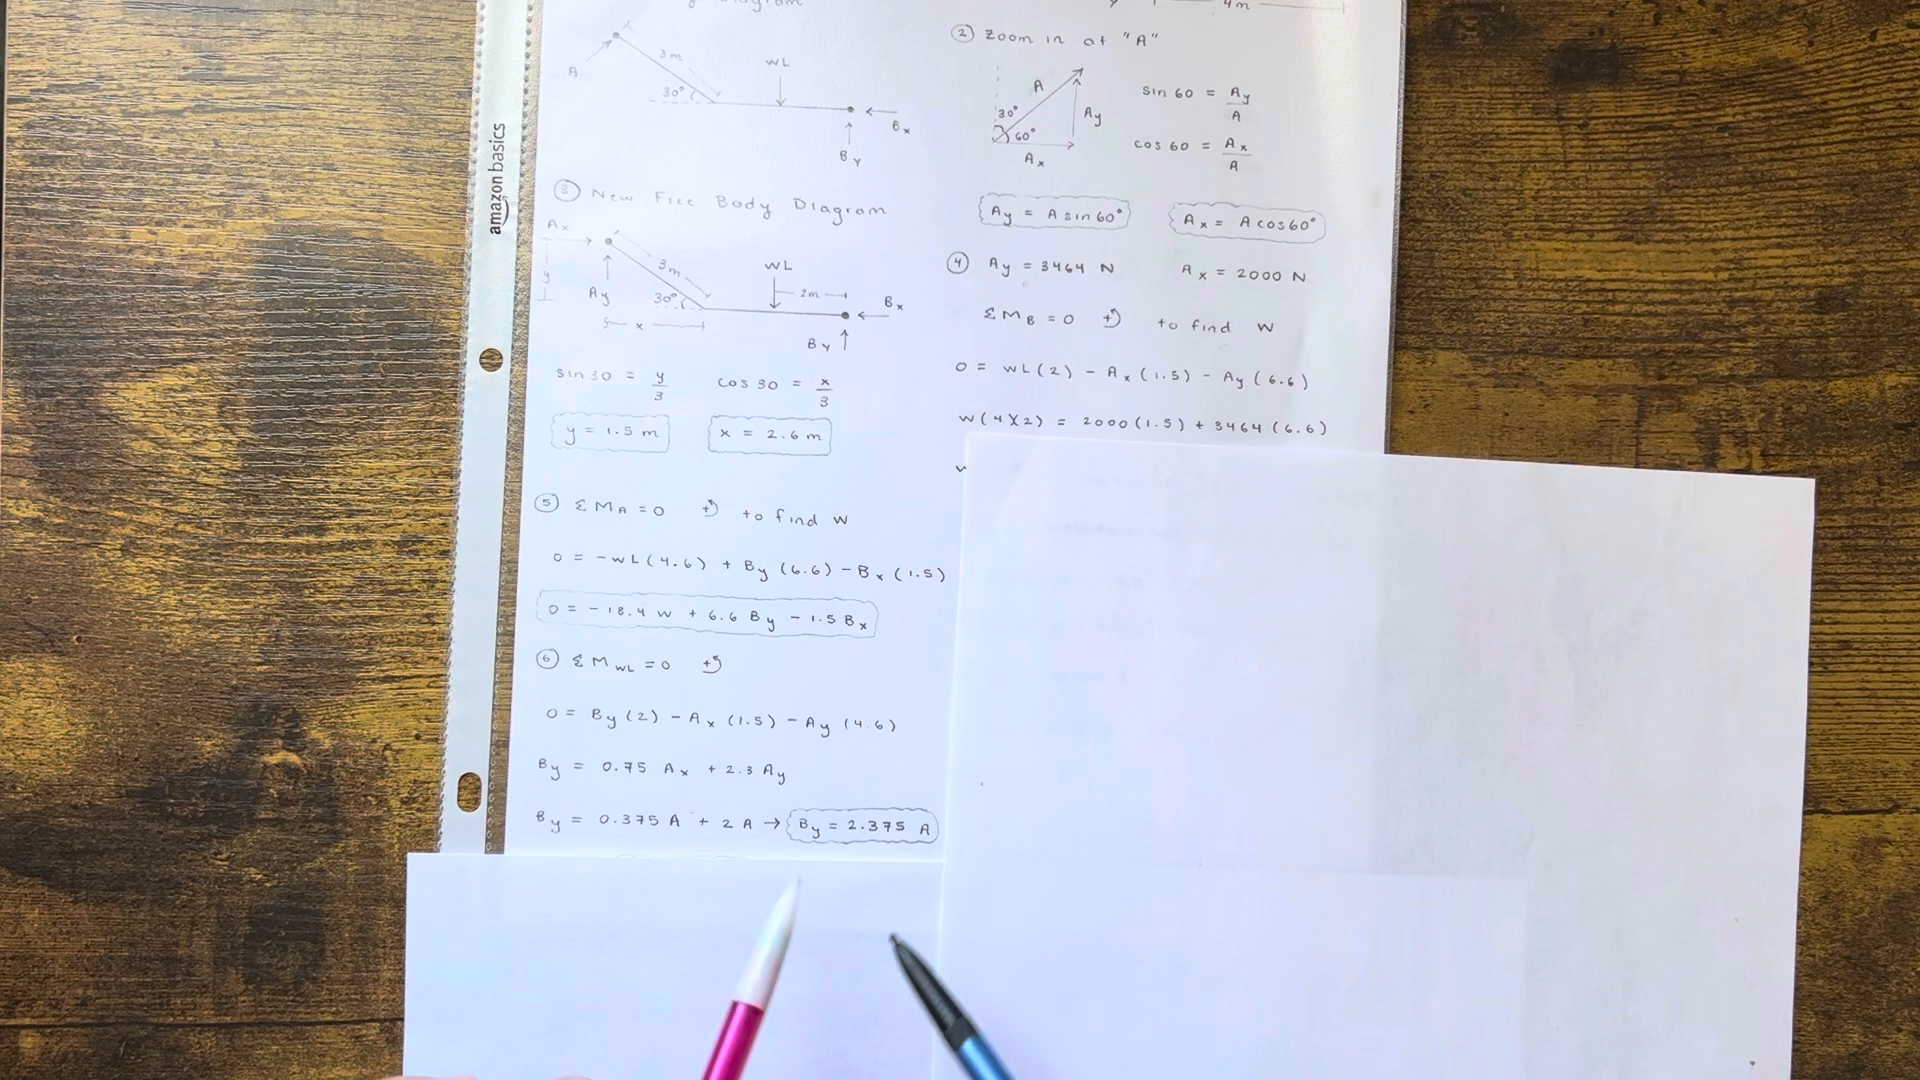 Diagram
A
3m
30°
WL
Bx
By
③ New Free Body Diagram
Ax
y
3m
WL
2m
Bx
Ay
30°
x
By
sin 30 = y/3 cos 30 = x/3
y = 1.5 m x = 2.6 m
⑤ ΣMA = 0 + to find w
0 = -wL(4.6) + By(6.6) - Bx(1.5)
0 = -18.4 w + 6.6 By - 1.5 Bx
⑥ ΣMWL = 0 +
0 = By(2) - Ax(1.5) - Ay(4.6)
By = 0.75 Ax + 2.3 Ay
By = 0.375 A + 2 A → By = 2.375 A
4m
② Zoom in at "A"
A
30°
60°
Ay
Ax
sin 60 = Ay/A
cos 60 = Ax/A
Ay = A sin 60° Ax = A cos 60°
④ Ay = 3464 N Ax = 2000 N
ΣMB = 0 + to find w
0 = wL(2) - Ax(1.5) - Ay(6.6)
w(4)(2) = 2000(1.5) + 3464(6.6)
amazon basics